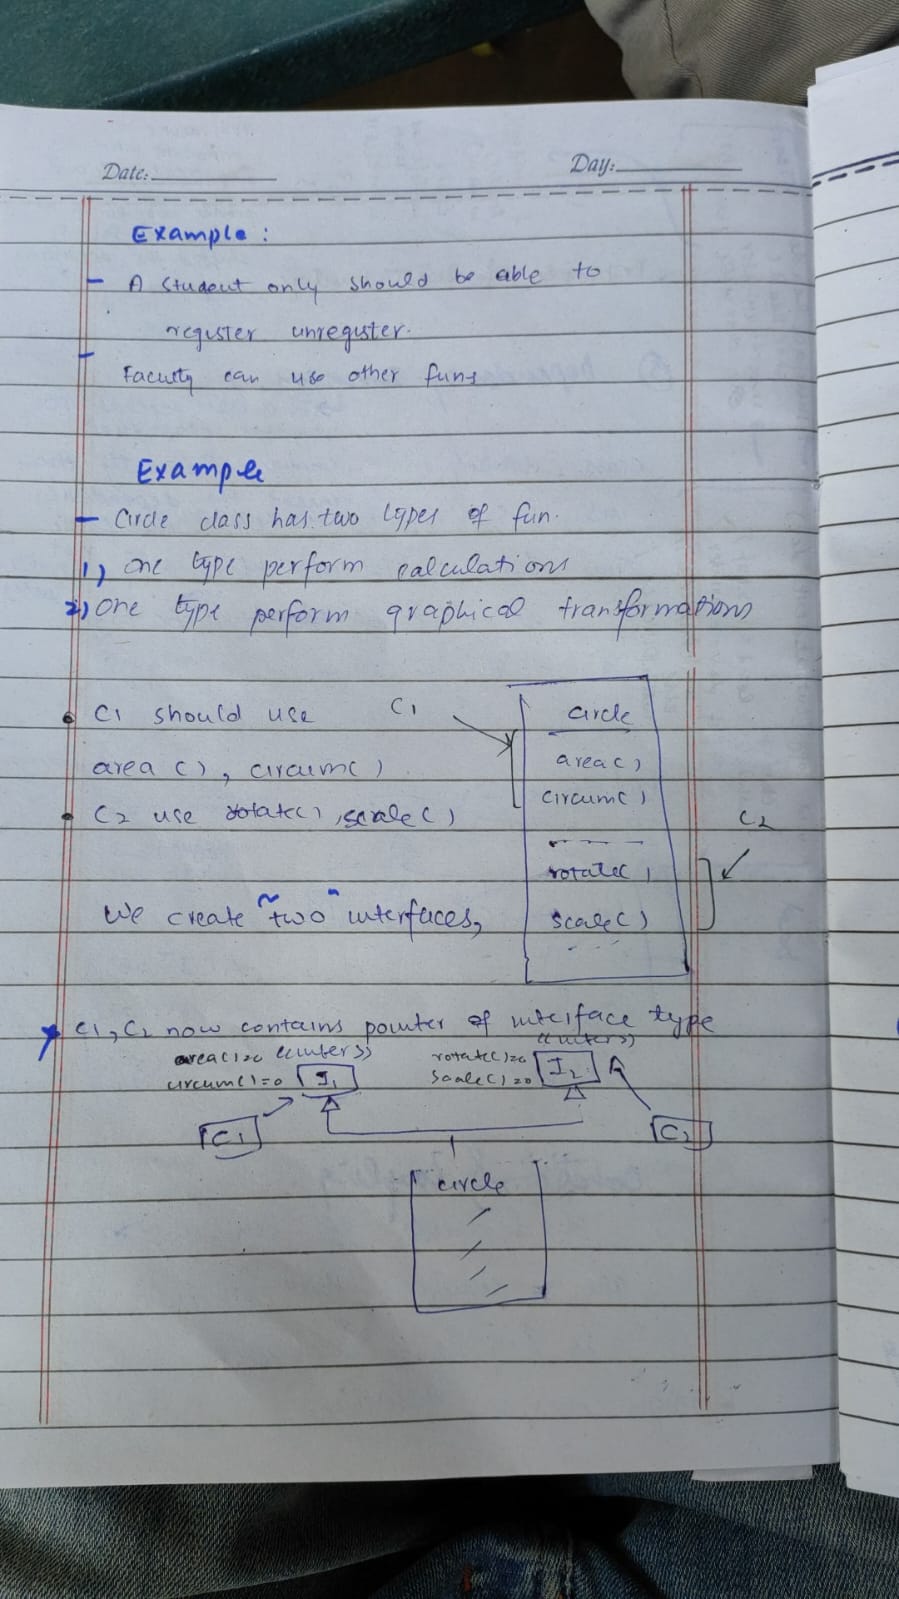 Date:
Day:
Example :
- A student only should be able to
register unregister.
- Faculty can use other funs
Example
- Circle class has two types of fun.
1) one type perform calculations
2) one type perform graphical transformations
• C1 should use
area(), circum()
• C2 use rotate(), scale()
C1
circle
area()
circum()
rotate()
scale()
C2
We create "two" interfaces,
C1, C2 now contains pointer of interface type
area()=0 <<inter>>
circum()=0 I1
<<inter>>
rotate()=0
scale()=0 I2
C1
C2
circle